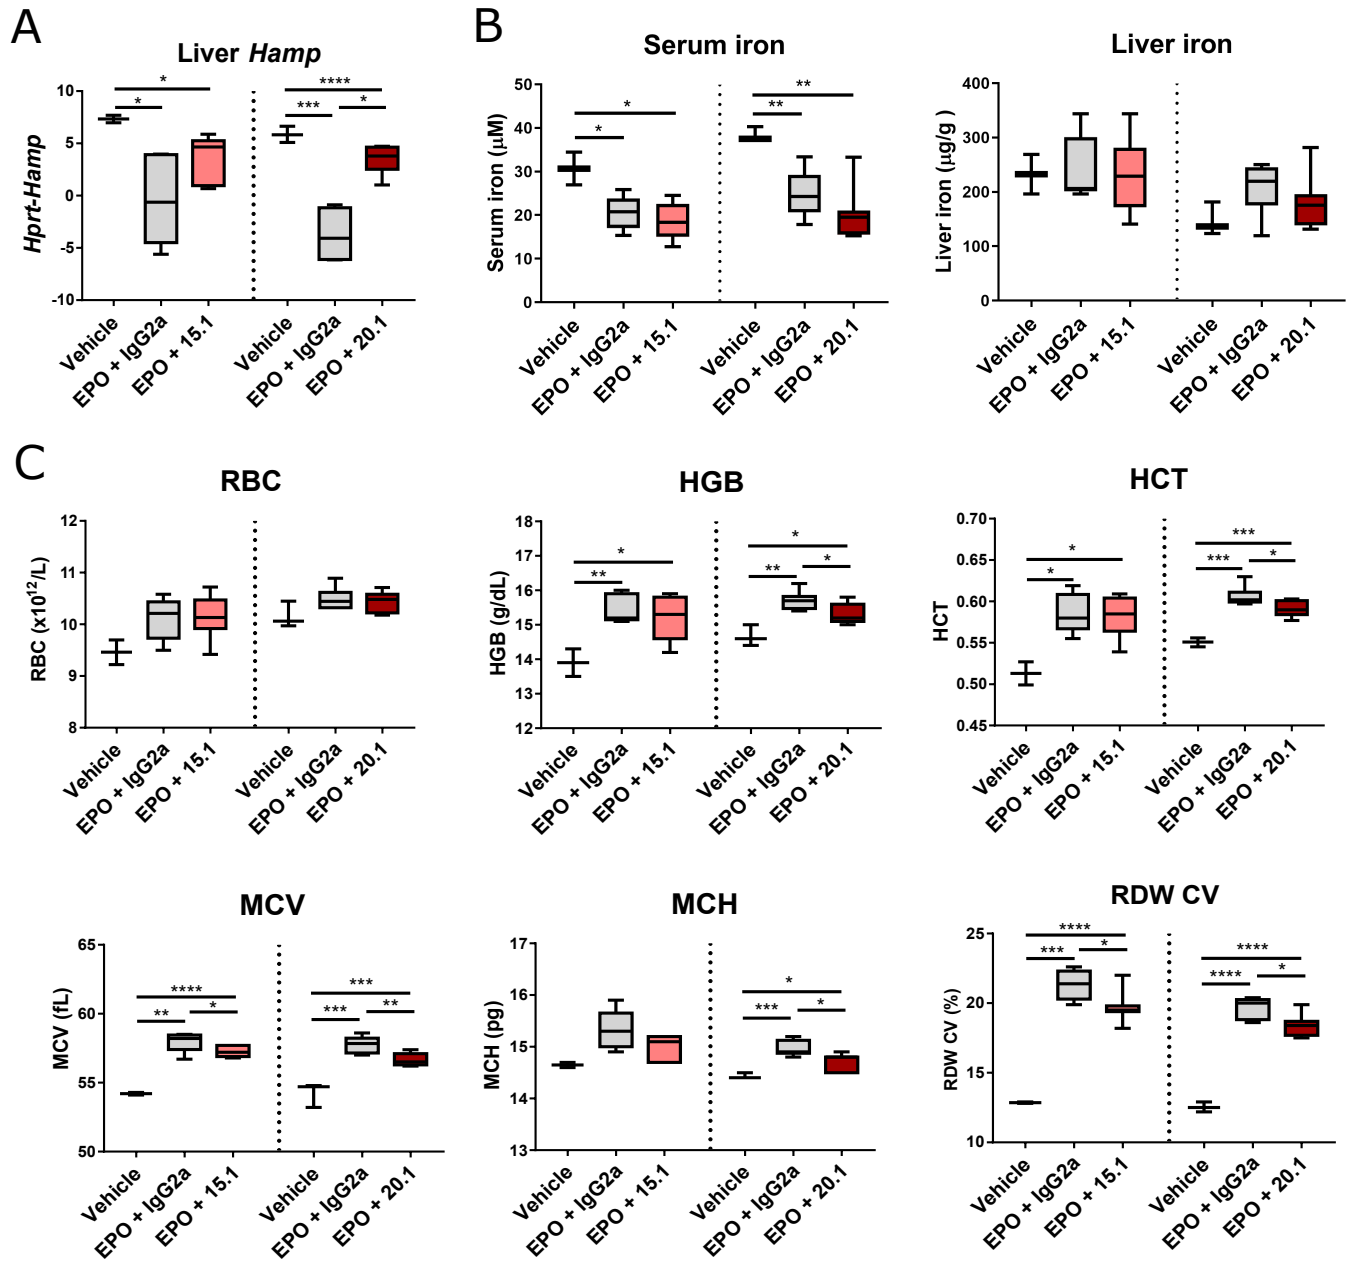 A
Liver Hamp
Hprt-Hamp
10
5
0
-5
-10
*
*
****
***
*
Vehicle
EPO + IgG2a
EPO + 15.1
Vehicle
EPO + IgG2a
EPO + 20.1
B
Serum iron
Serum iron (µM)
50
40
30
20
10
0
*
*
**
**
Vehicle
EPO + IgG2a
EPO + 15.1
Vehicle
EPO + IgG2a
EPO + 20.1
Liver iron
Liver iron (µg/g )
400
300
200
100
0
Vehicle
EPO + IgG2a
EPO + 15.1
Vehicle
EPO + IgG2a
EPO + 20.1
C
RBC
RBC (x10¹²/L)
12
11
10
9
8
Vehicle
EPO + IgG2a
EPO + 15.1
Vehicle
EPO + IgG2a
EPO + 20.1
HGB
HGB (g/dL)
18
17
16
15
14
13
12
*
**
*
**
*
Vehicle
EPO + IgG2a
EPO + 15.1
Vehicle
EPO + IgG2a
EPO + 20.1
HCT
HCT
0.70
0.65
0.60
0.55
0.50
0.45
*
*
***
***
*
Vehicle
EPO + IgG2a
EPO + 15.1
Vehicle
EPO + IgG2a
EPO + 20.1
MCV
MCV (fL)
65
60
55
50
****
**
*
***
***
**
Vehicle
EPO + IgG2a
EPO + 15.1
Vehicle
EPO + IgG2a
EPO + 20.1
MCH
MCH (pg)
17
16
15
14
13
*
***
*
Vehicle
EPO + IgG2a
EPO + 15.1
Vehicle
EPO + IgG2a
EPO + 20.1
RDW CV
RDW CV (%)
25
20
15
10
****
***
*
****
****
*
Vehicle
EPO + IgG2a
EPO + 15.1
Vehicle
EPO + IgG2a
EPO + 20.1